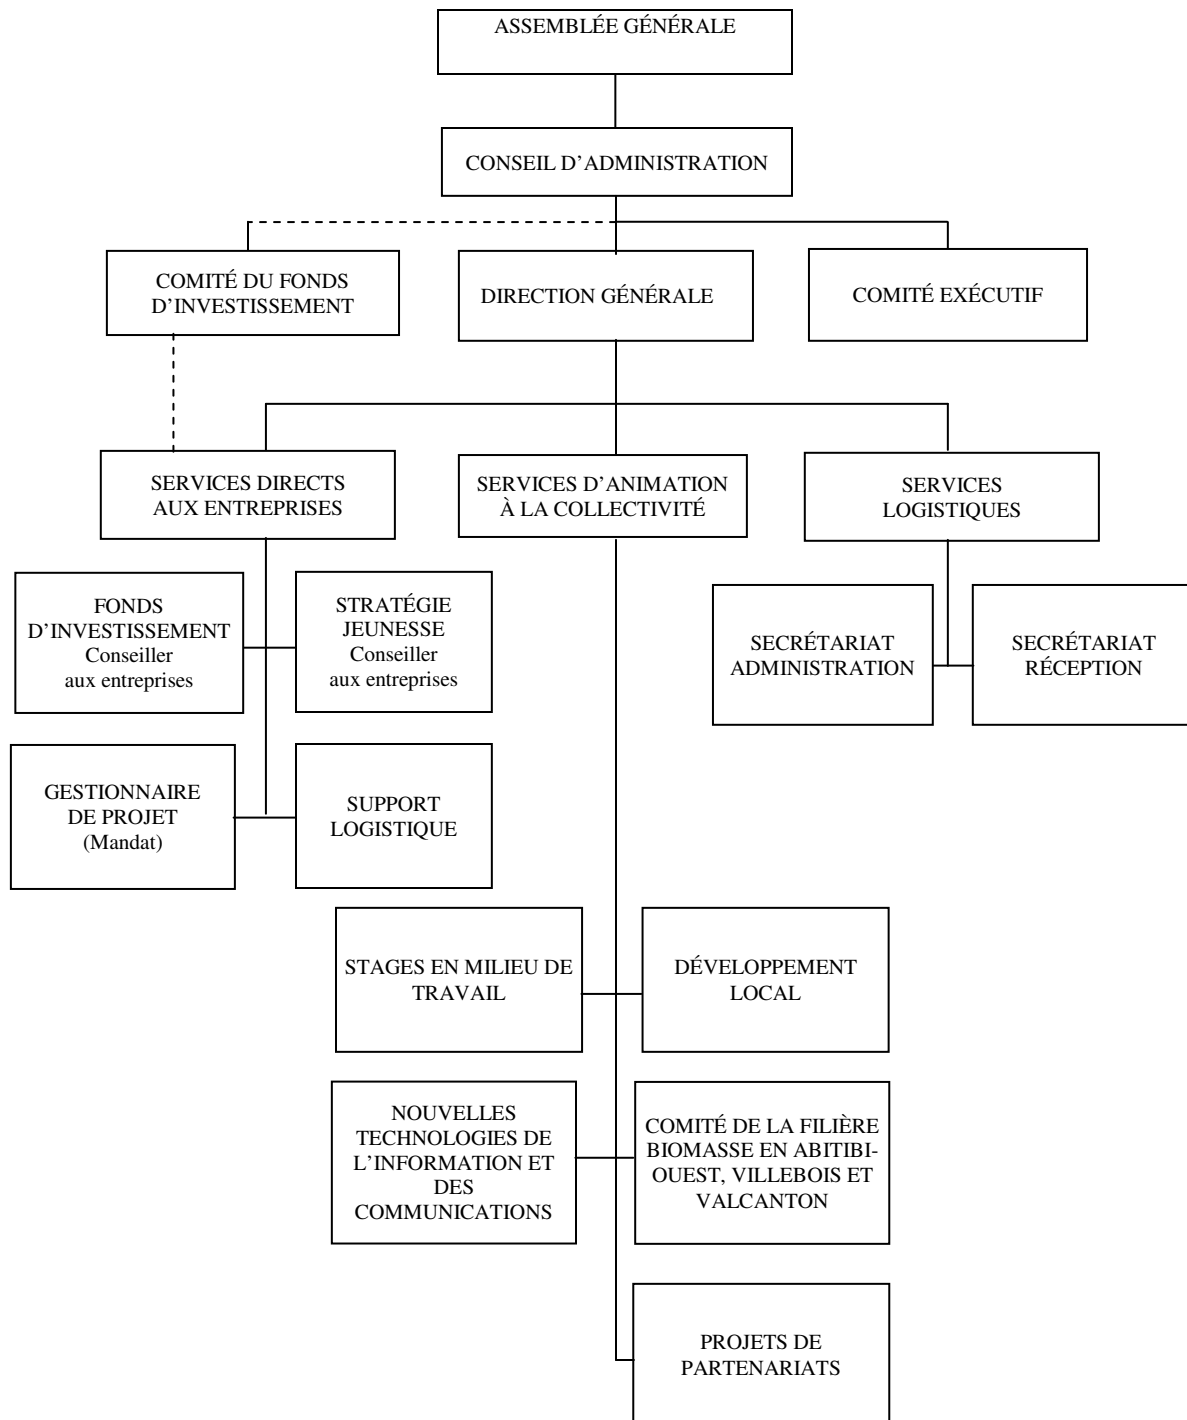 ASSEMBLÉE GÉNÉRALE
CONSEIL D’ADMINISTRATION
COMITÉ DU FONDS
D’INVESTISSEMENT
DIRECTION GÉNÉRALE
COMITÉ EXÉCUTIF
SERVICES DIRECTS
AUX ENTREPRISES
SERVICES D’ANIMATION
À LA COLLECTIVITÉ
SERVICES
LOGISTIQUES
FONDS
D’INVESTISSEMENT
Conseiller
aux entreprises
STRATÉGIE
JEUNESSE
Conseiller
aux entreprises
SECRÉTARIAT
ADMINISTRATION
SECRÉTARIAT
RÉCEPTION
GESTIONNAIRE
DE PROJET
(Mandat)
SUPPORT
LOGISTIQUE
STAGES EN MILIEU DE
TRAVAIL
DÉVELOPPEMENT
LOCAL
NOUVELLES
TECHNOLOGIES DE
L’INFORMATION ET
DES
COMMUNICATIONS
COMITÉ DE LA FILIÈRE
BIOMASSE EN ABITIBI-
OUEST, VILLEBOIS ET
VALCANTON
PROJETS DE
PARTENARIATS